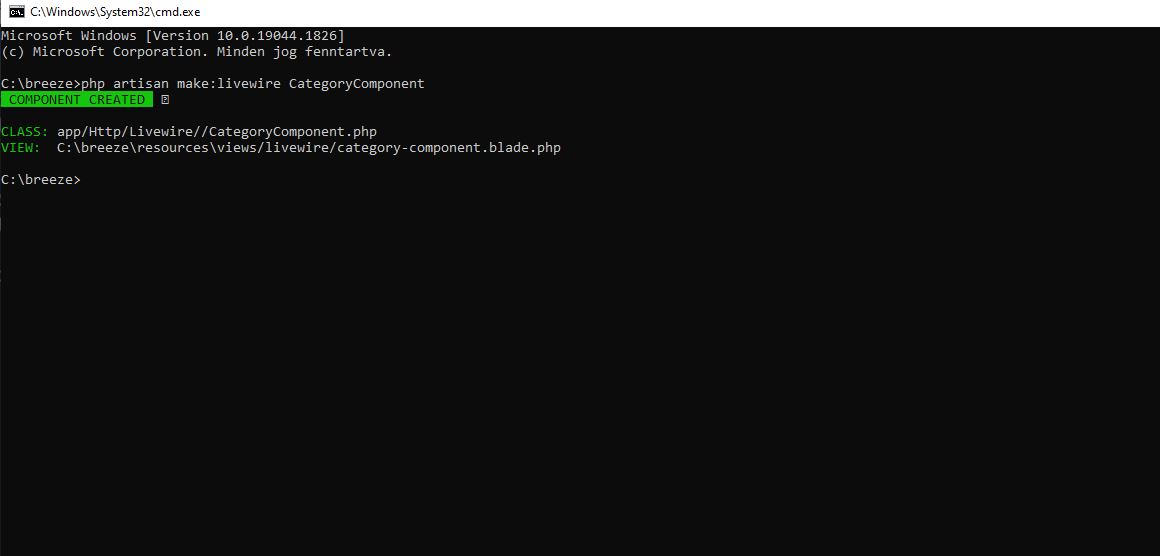 C:\Windows\System32\cmd.exe
Microsoft Windows [Version 10.0.19044.1826]
(c) Microsoft Corporation. Minden jog fenntartva.
C:\breeze>php artisan make:livewire CategoryComponent
COMPONENT CREATED
CLASS: app/Http/Livewire//CategoryComponent.php
VIEW:  C:\breeze\resources\views/livewire/category-component.blade.php
C:\breeze>